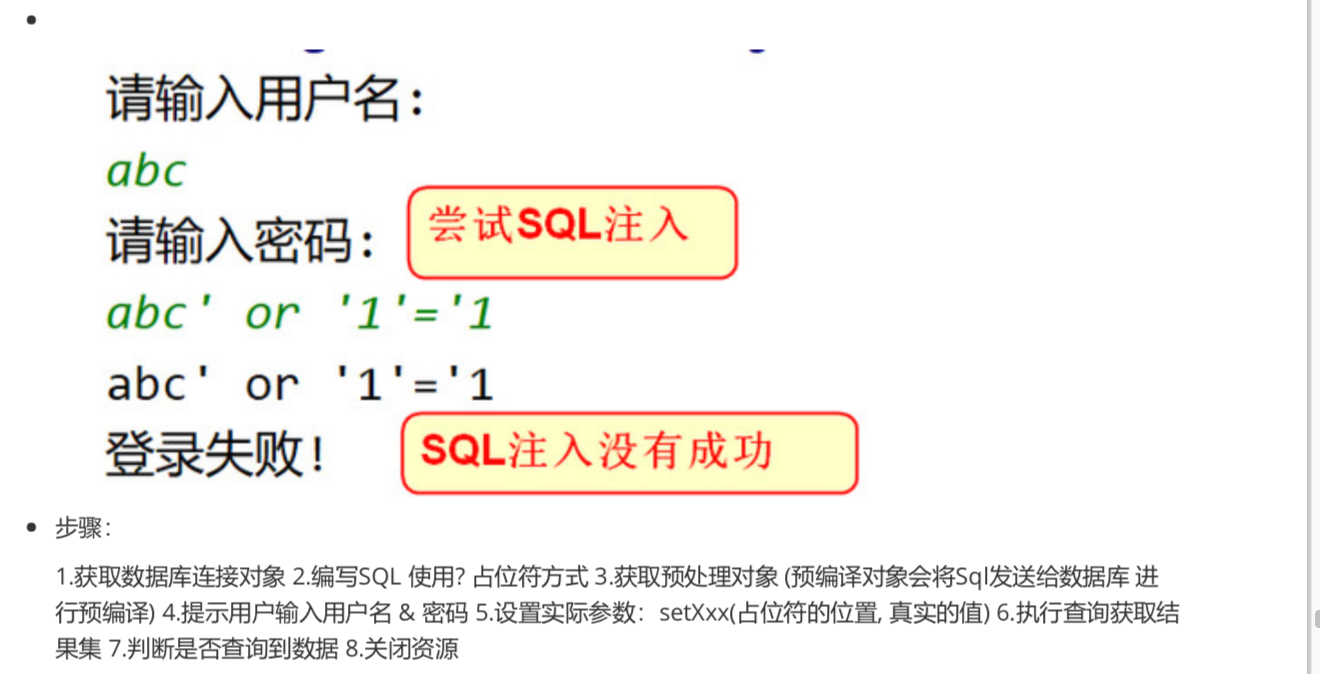 请输入用户名：
abc
请输入密码：
尝试SQL注入
abc' or '1'='1
abc' or '1'='1
登录失败！
SQL注入没有成功
步骤：
1.获取数据库连接对象 2.编写SQL 使用? 占位符方式 3.获取预处理对象 (预编译对象会将Sql发送给数据库 进
行预编译) 4.提示用户输入用户名 & 密码 5.设置实际参数：setXxx(占位符的位置, 真实的值) 6.执行查询获取结
果集 7.判断是否查询到数据 8.关闭资源